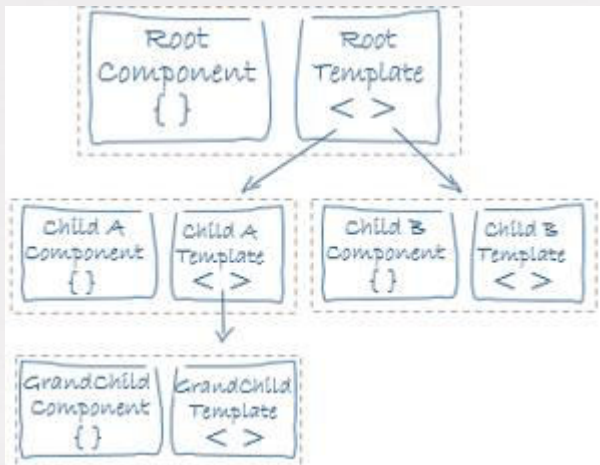 Root
Component
{ }
Root
Template
< >
Child A
Component
{ }
Child A
Template
< >
Child B
Component
{ }
Child B
Template
< >
GrandChild
Component
{ }
GrandChild
Template
< >